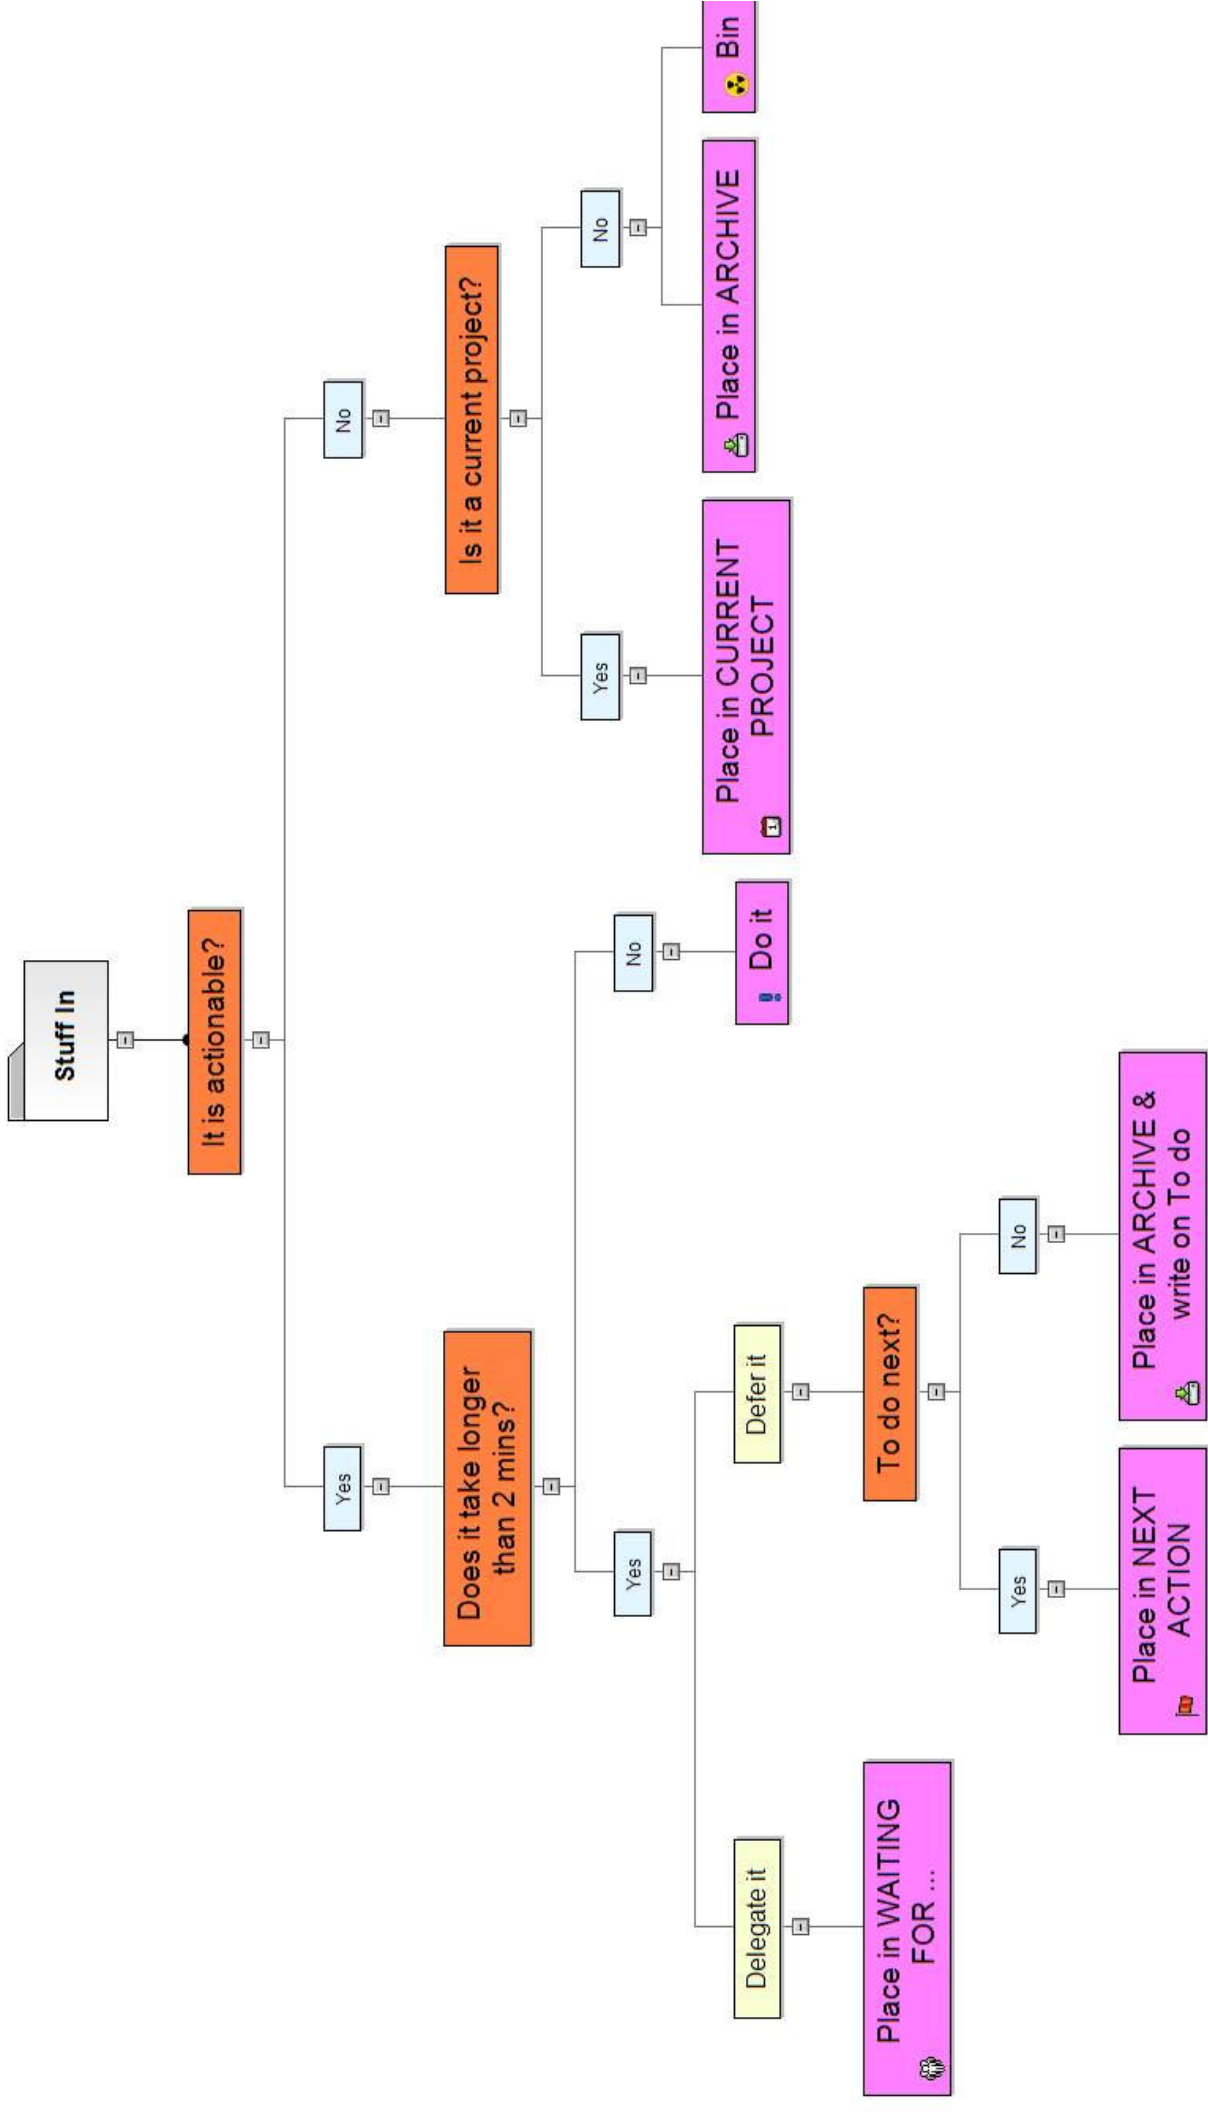 Stuff In
It is actionable?
Yes
No
Does it take longer
than 2 mins?
Is it a current project?
Yes
No
Yes
No
Delegate it
Defer it
Do it
Place in CURRENT
PROJECT
Place in ARCHIVE
Bin
Place in WAITING
FOR ...
To do next?
Yes
No
Place in NEXT
ACTION
Place in ARCHIVE &
write on To do